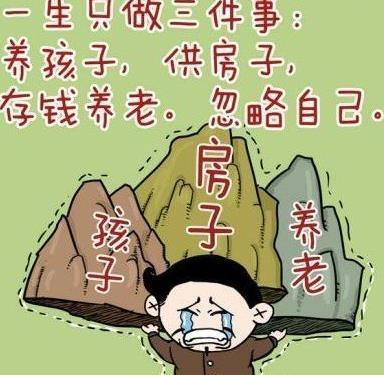 一生只做三件事：
养孩子，供房子，
存钱养老。忽略自己。
房子
孩子
养老